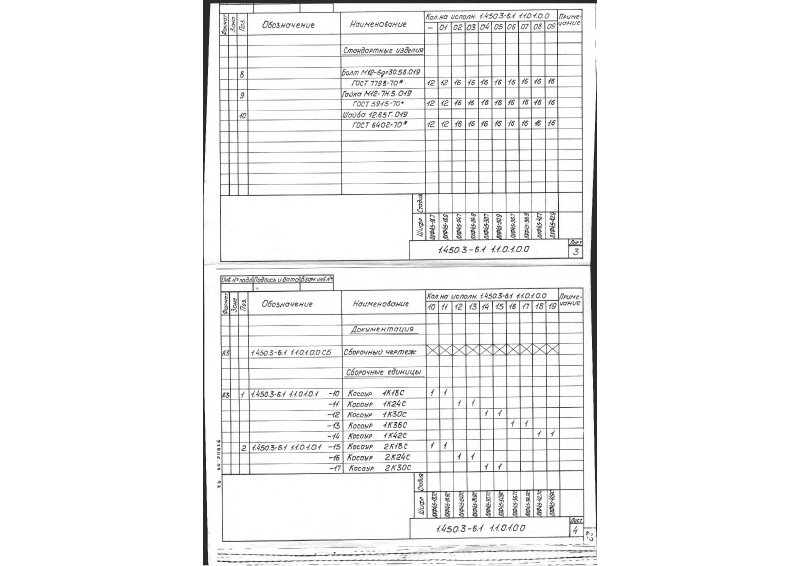 Формат Зона Поз. Обозначение Наименование Кол. на исполн. 1.450.3-6.1 1.1.0.1.0.0 Приме-чание
— 01 02 03 04 05 06 07 08 09
Стандартные изделия
8 Болт М12-6gх30.58.019
ГОСТ 7798-70* 12 12 16 16 16 16 16 16 16 16
9 Гайка М12-7Н.5.019
ГОСТ 5915-70* 12 12 16 16 16 16 16 16 16 16
10 Шайба 12.65Г.019
ГОСТ 6402-70* 12 12 16 16 16 16 16 16 16 16
Стадия
Шифр
1.450.3-6.1 1.1.0.1.0.0
Лист
3
Инв.№ подл. Подпись и дата Взам.инв.№
Формат Зона Поз. Обозначение Наименование Кол. на исполн. 1.450.3-6.1 1.1.0.1.0.0 Приме-чание
10 11 12 13 14 15 16 17 18 19
Документация
А3 1.450.3-6.1 1.1.0.1.0.0 СБ Сборочный чертеж
Сборочные единицы
А3 1 1.450.3-6.1 1.1.0.1.0.1 -10 Косоур 1К18С 1 1
-11 Косоур 1К24С 1 1
-12 Косоур 1К30С 1 1
-13 Косоур 1К36С 1 1
-14 Косоур 1К42С 1 1
2 1.450.3-6.1 1.1.0.1.0.1 -15 Косоур 2К18С 1 1
-16 Косоур 2К24С 1 1
-17 Косоур 2К30С 1 1
Стадия
Шифр
1.450.3-6.1 1.1.0.1.0.0
Лист
4